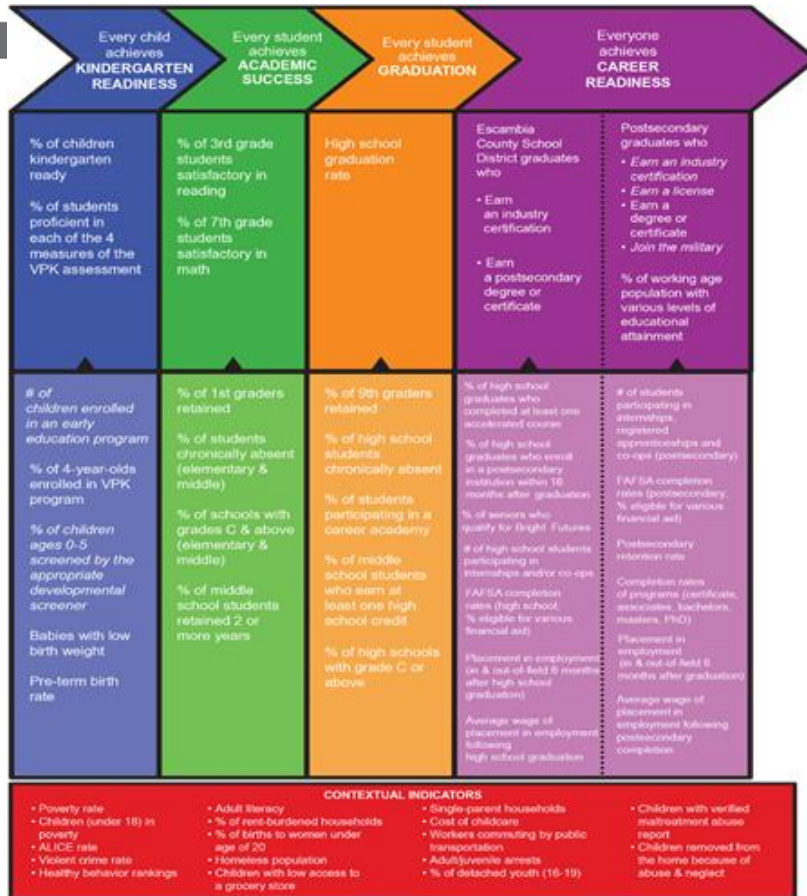 Every child
achieves
KINDERGARTEN
READINESS
Every student
achieves
ACADEMIC
SUCCESS
Every student
achieves
GRADUATION
Everyone
achieves
CAREER
READINESS
% of children
kindergarten
ready
% of students
proficient in
each of the 4
measures of the
VPK assessment
% of 3rd grade
students
satisfactory in
reading
% of 7th grade
students
satisfactory in
math
High school
graduation
rate
Escambia
County School
District graduates
who
• Earn
an industry
certification
• Earn
a postsecondary
degree or
certificate
Postsecondary
graduates who
• Earn an industry
certification
• Earn a license
• Earn a
degree or
certificate
• Join the military
% of working age
population with
various levels of
educational
attainment
# of
children enrolled
in an early
education program
% of 4-year-olds
enrolled in VPK
program
% of children
ages 0-5
screened by the
appropriate
developmental
screener
Babies with low
birth weight
Pre-term birth
rate
% of 1st graders
retained
% of students
chronically absent
(elementary &
middle)
% of schools with
grades C & above
(elementary &
middle)
% of middle
school students
retained 2 or
more years
% of 9th graders
retained
% of high school
students
chronically absent
% of students
participating in a
career academy
% of middle
school students
who earn at
least one high
school credit
% of high schools
with grade C or
above
% of high school
graduates who
completed at least one
accelerated course
% of high school
graduates who enroll
in a postsecondary
institution within 16
months after graduation
% of seniors who
qualify for Bright Futures
# of high school students
participating in
internships and/or co-ops
FAFSA completion
rates (high school;
% eligible for various
financial aid)
Placement in employment
(in & out-of-field 6 months
after high school
graduation)
Average wage of
placement in employment
following
high school graduation
# of students
participating in
internships,
registered
apprenticeships and
co-ops (postsecondary)
FAFSA completion
rates (postsecondary;
% eligible for various
financial aid)
Postsecondary
retention rate
Completion rates
of programs (certificate,
associates, bachelors,
masters, PhD)
Placement in
employment
(in & out-of-field 6
months after graduation)
Average wage of
placement in
employment following
postsecondary
completion
CONTEXTUAL INDICATORS
• Poverty rate
• Children (under 18) in
poverty
• ALICE rate
• Violent crime rate
• Healthy behavior rankings
• Adult literacy
• % of rent-burdened households
• % of births to women under
age of 20
• Homeless population
• Children with low access to
a grocery store
• Single-parent households
• Cost of childcare
• Workers commuting by public
transportation
• Adult/juvenile arrests
• % of detached youth (16-19)
• Children with verified
maltreatment abuse
report
• Children removed from
the home because of
abuse & neglect